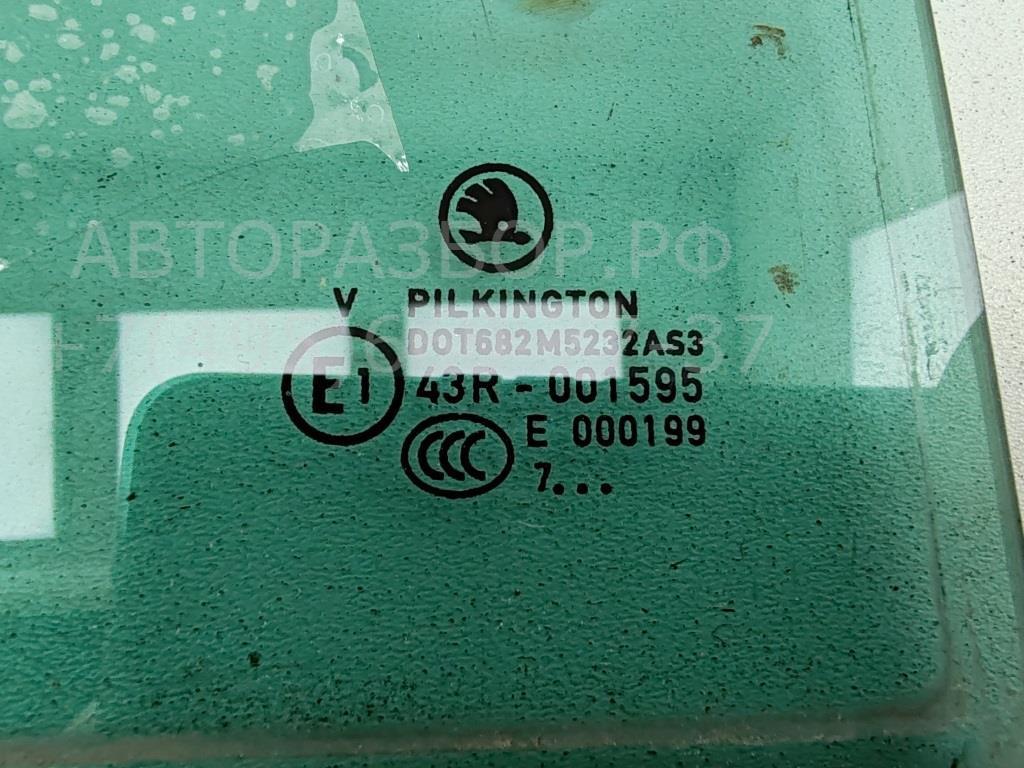 АВТОРАЗБОР.РФ
V PILKINGTON
DOT682M5232AS3
E1 43R - 001595
CCC E 000199
7...